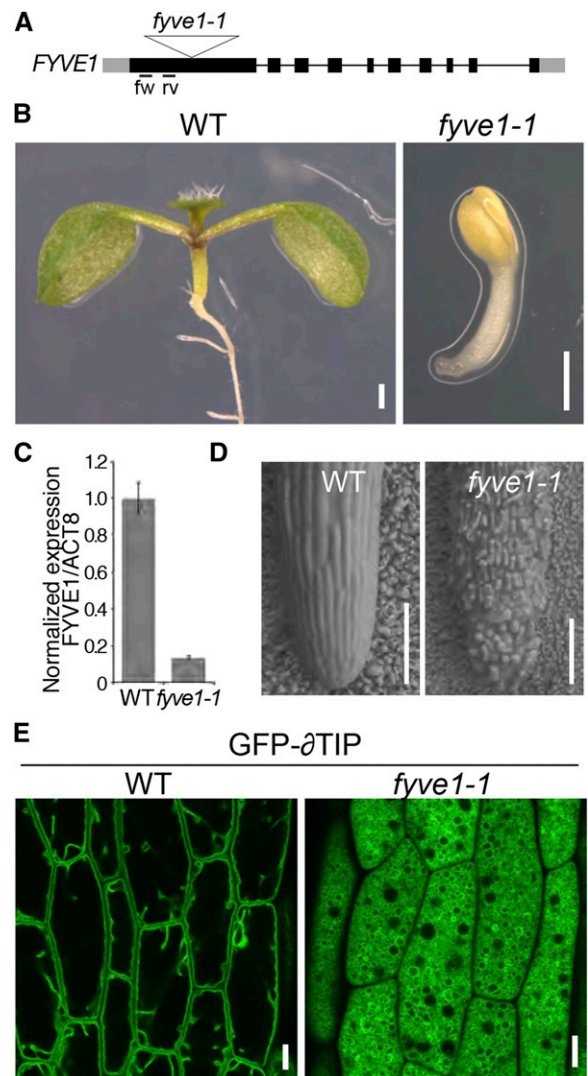 A
fyve1-1
FYVE1
fw rv
B
WT fyve1-1
C
Normalized expression
FYVE1/ACT8
1.2
1.0
0.8
0.6
0.4
0.2
0
WT fyve1-1
D
WT fyve1-1
E
GFP-∂TIP
WT fyve1-1